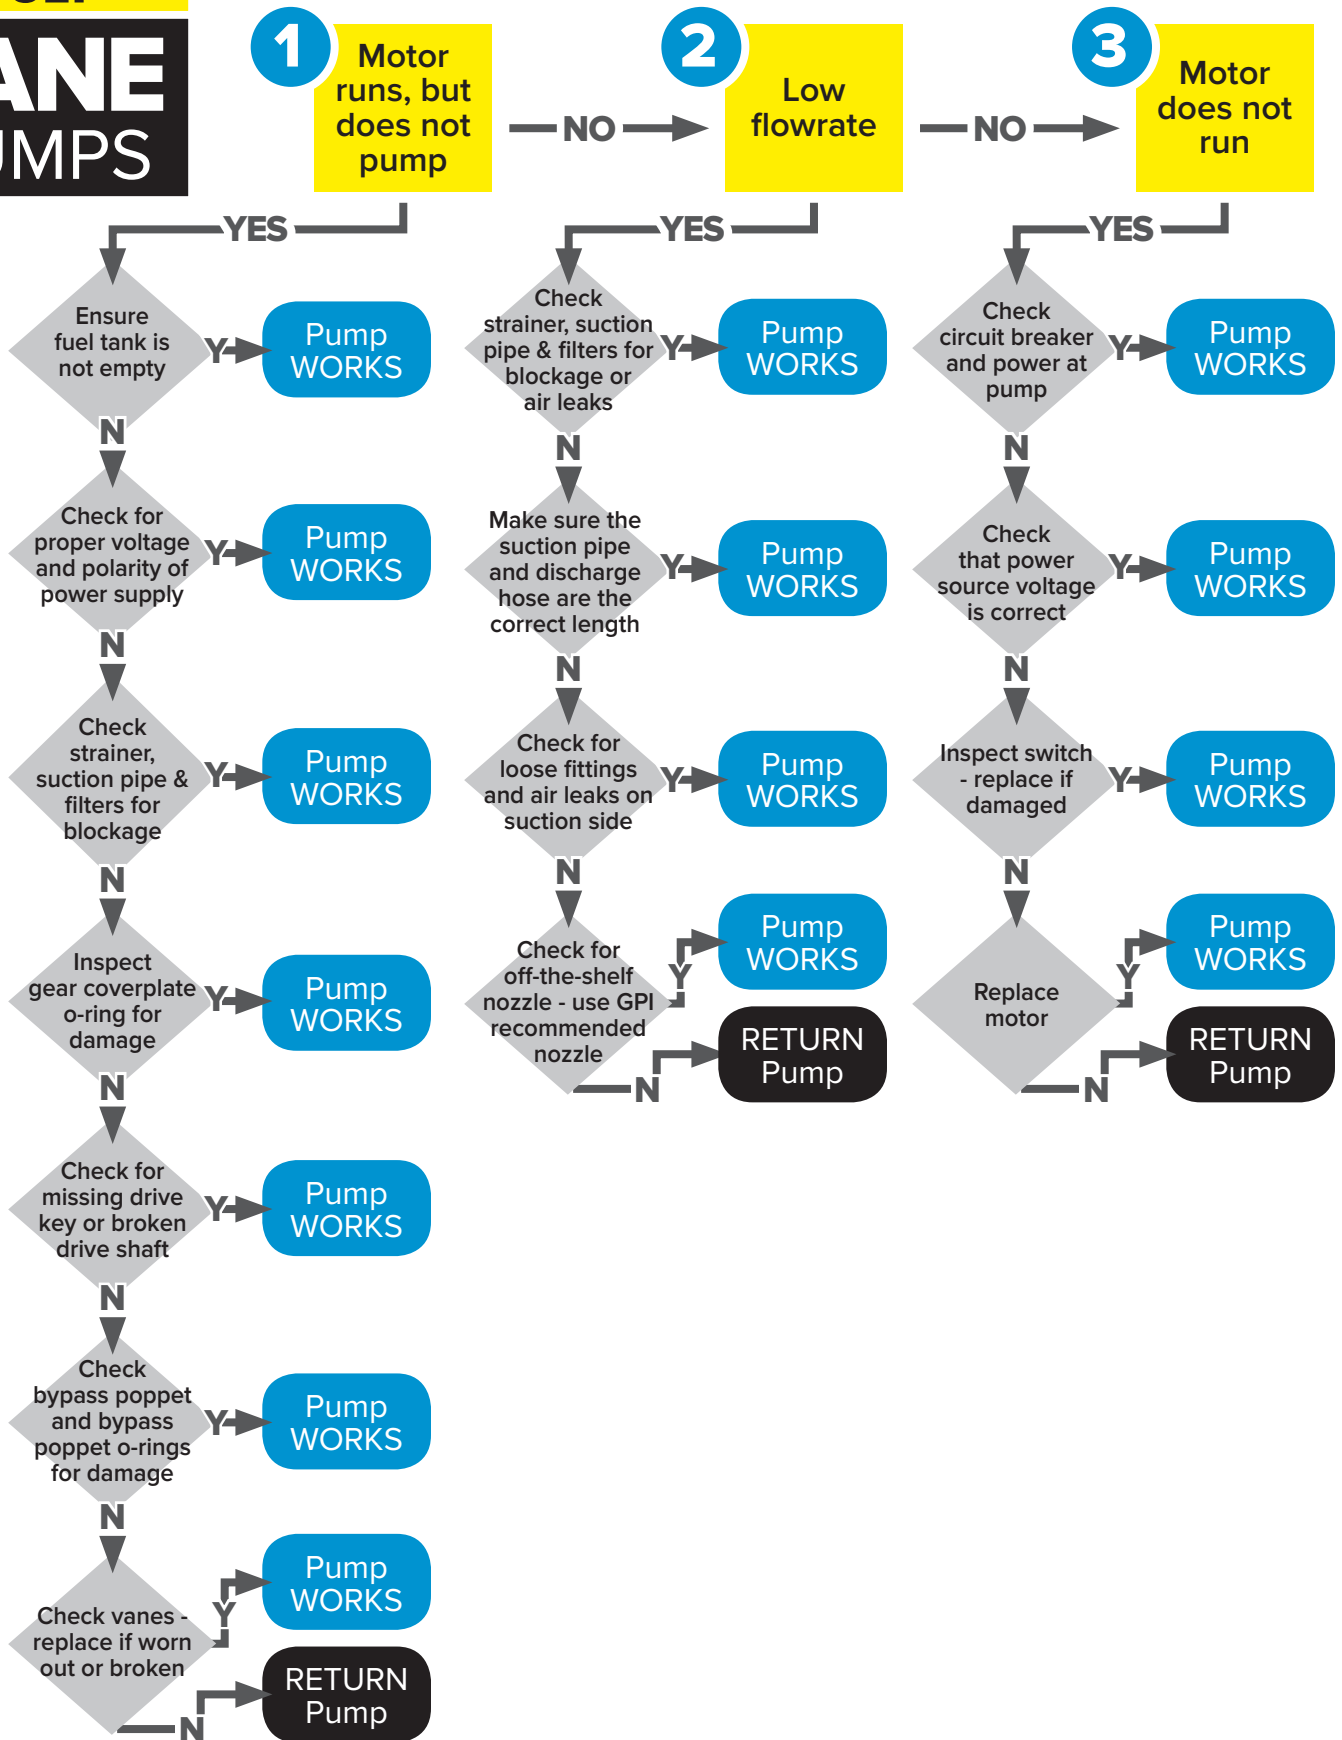 ANE
UMPS
1
Motor
runs, but
does not
pump
NO
2
Low
flowrate
NO
3
Motor
does not
run
YES
Ensure
fuel tank is
not empty
Y
Pump
WORKS
N
Check for
proper voltage
and polarity of
power supply
Y
Pump
WORKS
N
Check
strainer,
suction pipe &
filters for
blockage
Y
Pump
WORKS
N
Inspect
gear coverplate
o-ring for
damage
Y
Pump
WORKS
N
Check for
missing drive
key or broken
drive shaft
Y
Pump
WORKS
N
Check
bypass poppet
and bypass
poppet o-rings
for damage
Y
Pump
WORKS
N
Check vanes -
replace if worn
out or broken
Y
Pump
WORKS
N
RETURN
Pump
YES
Check
strainer, suction
pipe & filters for
blockage or
air leaks
Y
Pump
WORKS
N
Make sure the
suction pipe
and discharge
hose are the
correct length
Y
Pump
WORKS
N
Check for
loose fittings
and air leaks on
suction side
Y
Pump
WORKS
N
Check for
off-the-shelf
nozzle - use GPI
recommended
nozzle
Y
Pump
WORKS
N
RETURN
Pump
YES
Check
circuit breaker
and power at
pump
Y
Pump
WORKS
N
Check
that power
source voltage
is correct
Y
Pump
WORKS
N
Inspect switch
- replace if
damaged
Y
Pump
WORKS
N
Replace
motor
Y
Pump
WORKS
N
RETURN
Pump